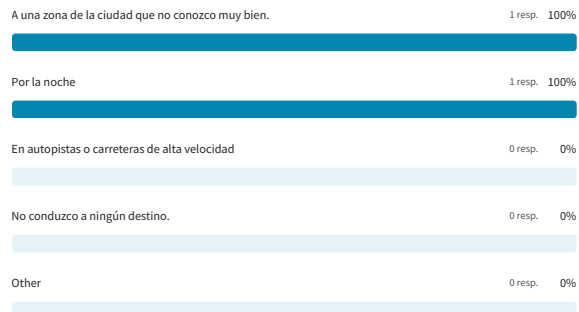 A una zona de la ciudad que no conozco muy bien. 1 resp. 100%
Por la noche 1 resp. 100%
En autopistas o carreteras de alta velocidad 0 resp. 0%
No conduzco a ningún destino. 0 resp. 0%
Other 0 resp. 0%